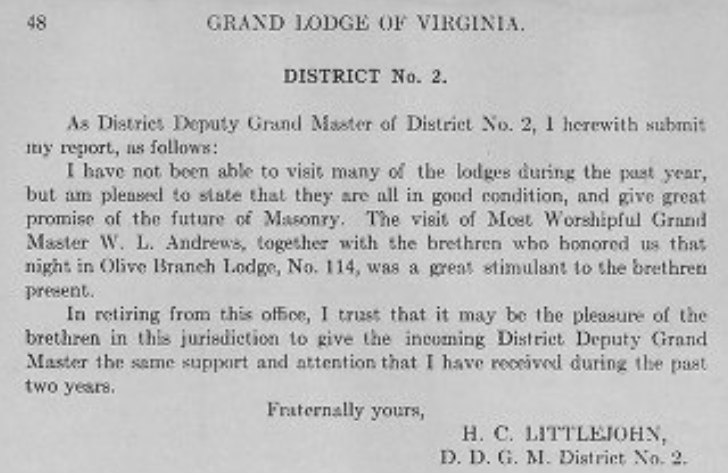 48 GRAND LODGE OF VIRGINIA.
DISTRICT No. 2.
As District Deputy Grand Master of District No. 2, I herewith submit
my report, as follows:
I have not been able to visit many of the lodges during the past year,
but am pleased to state that they are all in good condition, and give great
promise of the future of Masonry. The visit of Most Worshipful Grand
Master W. L. Andrews, together with the brethren who honored us that
night in Olive Branch Lodge, No. 114, was a great stimulant to the brethren
present.
In retiring from this office, I trust that it may be the pleasure of the
brethren in this jurisdiction to give the incoming District Deputy Grand
Master the same support and attention that I have received during the past
two years.
Fraternally yours,
H. C. LITTLEJOHN,
D. D. G. M. District No. 2.